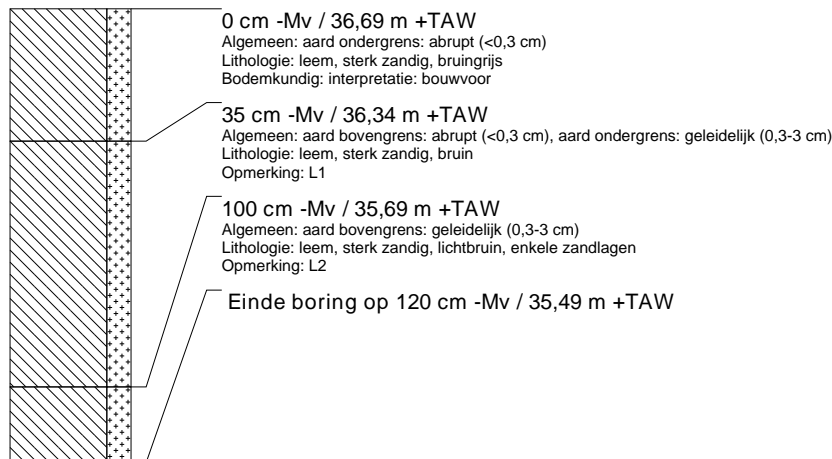 0 cm -Mv / 36,69 m +TAW
Algemeen: aard ondergrens: abrupt (<0,3 cm)
Lithologie: leem, sterk zandig, bruingrijs
Bodemkundig: interpretatie: bouwvoor
35 cm -Mv / 36,34 m +TAW
Algemeen: aard bovengrens: abrupt (<0,3 cm), aard ondergrens: geleidelijk (0,3-3 cm)
Lithologie: leem, sterk zandig, bruin
Opmerking: L1
100 cm -Mv / 35,69 m +TAW
Algemeen: aard bovengrens: geleidelijk (0,3-3 cm)
Lithologie: leem, sterk zandig, lichtbruin, enkele zandlagen
Opmerking: L2
Einde boring op 120 cm -Mv / 35,49 m +TAW